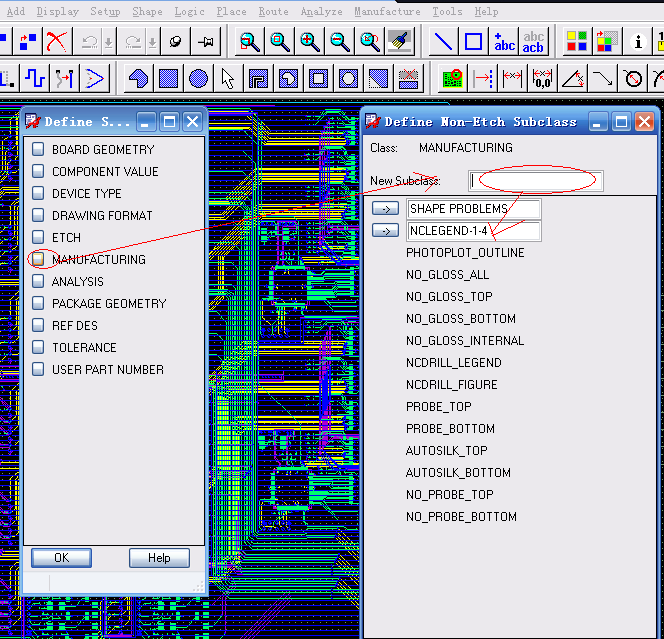 Add Display Setup Shape Logic Place Route Analyze Manufacture Tools Help
+abc
abc
acb
0,0
Define S...
BOARD GEOMETRY
COMPONENT VALUE
DEVICE TYPE
DRAWING FORMAT
ETCH
MANUFACTURING
ANALYSIS
PACKAGE GEOMETRY
REF DES
TOLERANCE
USER PART NUMBER
OK
Help
Define Non-Etch Subclass
Class: MANUFACTURING
New Subclass:
-> SHAPE PROBLEMS
-> NCLEGEND-1-4
PHOTOPLOT_OUTLINE
NO_GLOSS_ALL
NO_GLOSS_TOP
NO_GLOSS_BOTTOM
NO_GLOSS_INTERNAL
NCDRILL_LEGEND
NCDRILL_FIGURE
PROBE_TOP
PROBE_BOTTOM
AUTOSILK_TOP
AUTOSILK_BOTTOM
NO_PROBE_TOP
NO_PROBE_BOTTOM